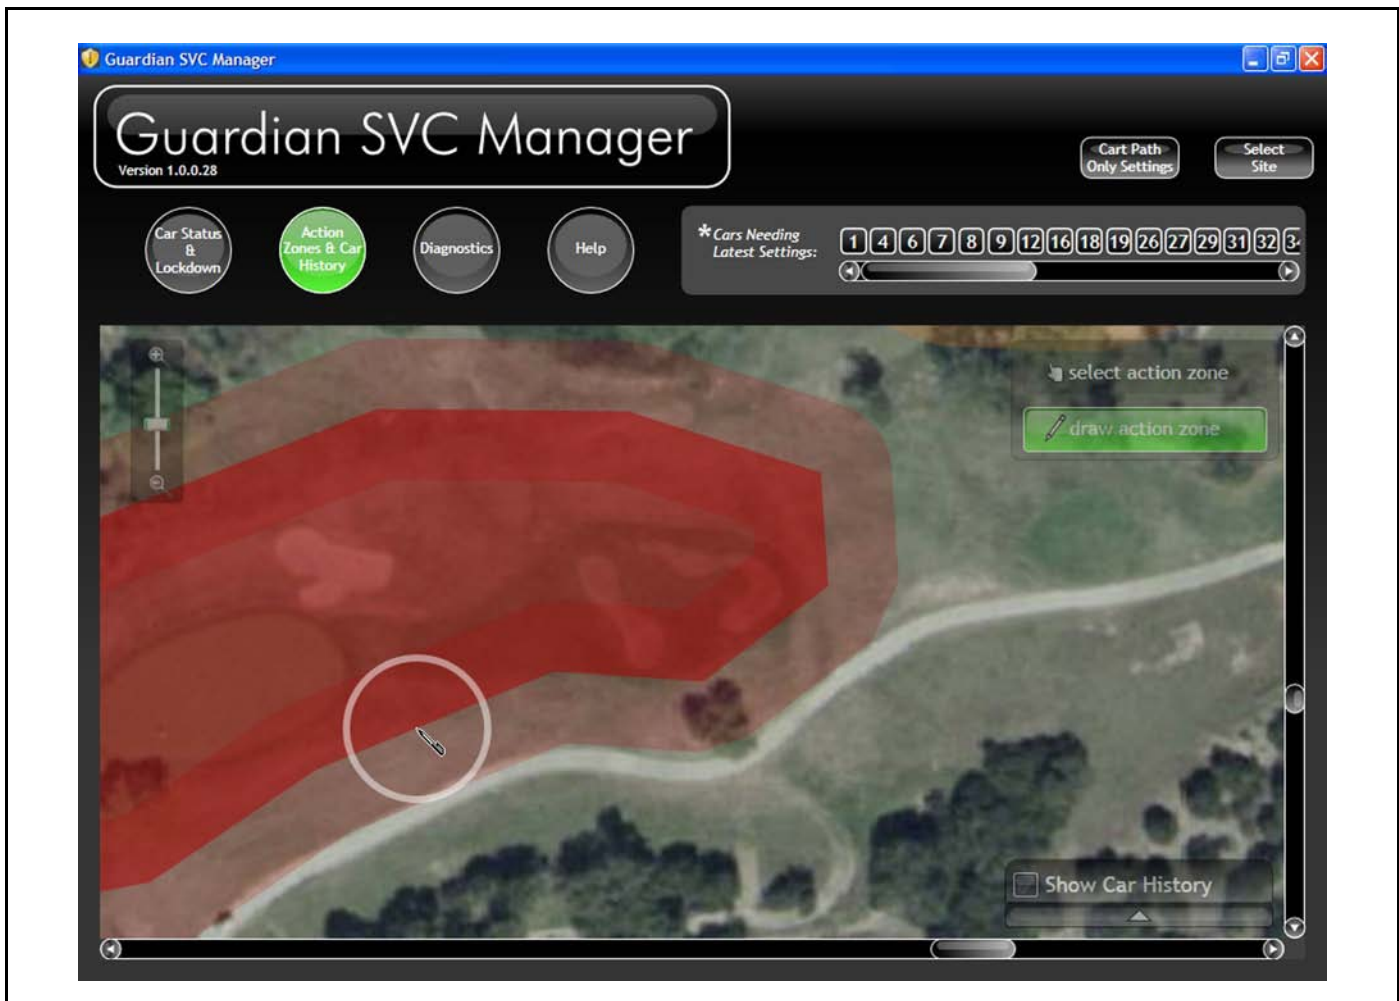 Guardian SVC Manager
Guardian SVC Manager
Version 1.0.0.28
Cart Path
Only Settings
Select
Site
Car Status
&
Lockdown
Action
Zones & Car
History
Diagnostics
Help
*Cars Needing
Latest Settings:
1 4 6 7 8 9 12 16 18 19 26 27 29 31 32
select action zone
draw action zone
Show Car History